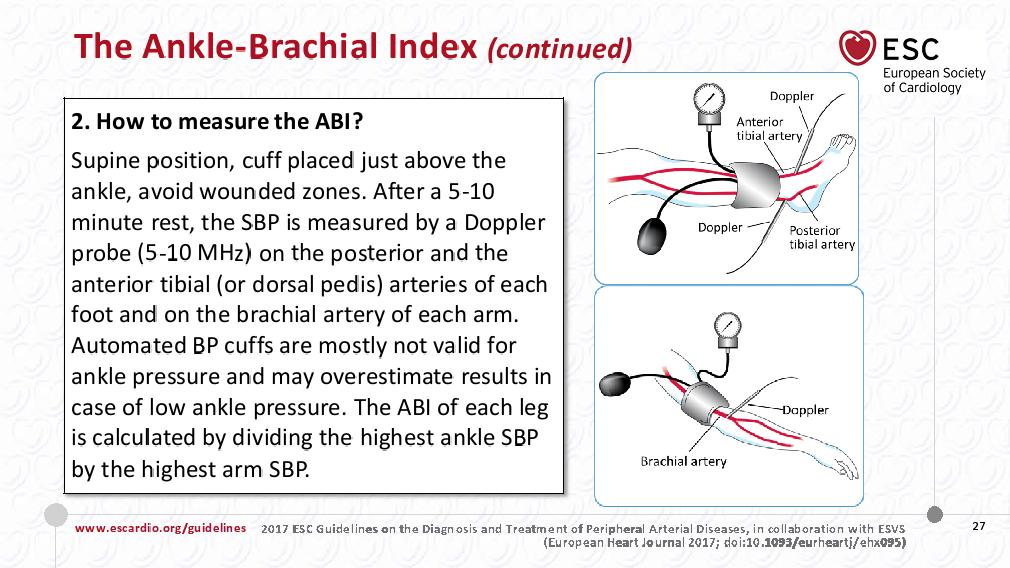 The Ankle-Brachial Index (continued)
ESC
European Society
of Cardiology
2. How to measure the ABI?
Supine position, cuff placed just above the
ankle, avoid wounded zones. After a 5-10
minute rest, the SBP is measured by a Doppler
probe (5-10 MHz) on the posterior and the
anterior tibial (or dorsal pedis) arteries of each
foot and on the brachial artery of each arm.
Automated BP cuffs are mostly not valid for
ankle pressure and may overestimate results in
case of low ankle pressure. The ABI of each leg
is calculated by dividing the highest ankle SBP
by the highest arm SBP.
Doppler
Anterior
tibial artery
Doppler
Posterior
tibial artery
Doppler
Brachial artery
www.escardio.org/guidelines
2017 ESC Guidelines on the Diagnosis and Treatment of Peripheral Arterial Diseases, in collaboration with ESVS
(European Heart Journal 2017; doi:10.1093/eurheartj/ehx095)
27